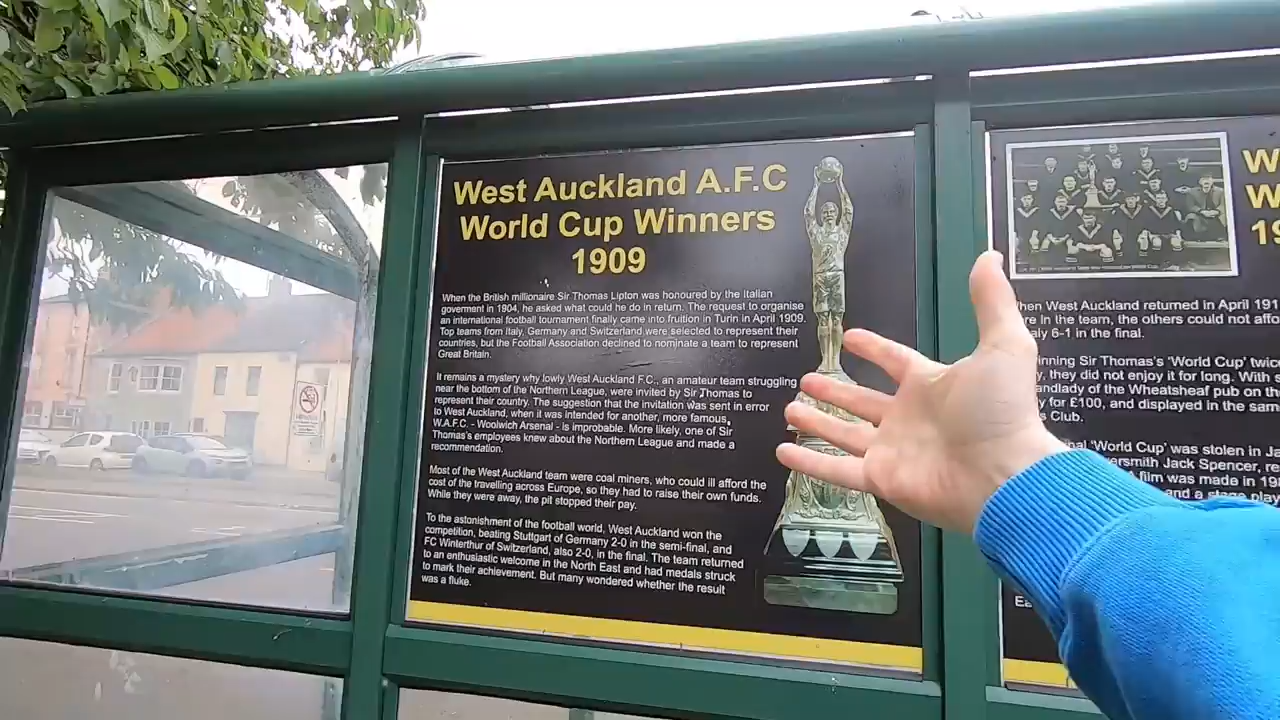 West Auckland A.F.C
World Cup Winners
1909
When the British millionaire Sir Thomas Lipton was honoured by the Italian
government in 1904, he asked what could he do in return. The request to organise
an international football tournament finally came into fruition in Turin in April 1909.
Top teams from Italy, Germany and Switzerland were selected to represent their
countries, but the Football Association declined to nominate a team to represent
Great Britain.
It remains a mystery why lowly West Auckland F.C., an amateur team struggling
near the bottom of the Northern League, were invited by Sir Thomas to
represent their country. The suggestion that the invitation was sent in error
to West Auckland, when it was intended for another, more famous,
W.A.F.C. - Woolwich Arsenal - is improbable. More likely, one of Sir
Thomas's employees knew about the Northern League and made a
recommendation.
Most of the West Auckland team were coal miners, who could ill afford the
cost of the travelling across Europe, so they had to raise their own funds.
While they were away, the pit stopped their pay.
To the astonishment of the football world, West Auckland won the
competition, beating Stuttgart of Germany 2-0 in the semi-final, and
FC Winterthur of Switzerland, also 2-0, in the final. The team returned
to an enthusiastic welcome in the North East and had medals struck
to mark their achievement. But many wondered whether the result
was a fluke.
W
W
19
hen West Auckland returned in April 191
re in the team, the others could not affo
aly 6-1 in the final.
inning Sir Thomas's 'World Cup' twic
y, they did not enjoy it for long. With s
andlady of the Wheatsheaf pub on th
y for £100, and displayed in the sam
s Club.
nal 'World Cup' was stolen in Ja
ersmith Jack Spencer, re
film was made in 198
and a stage play
Ea